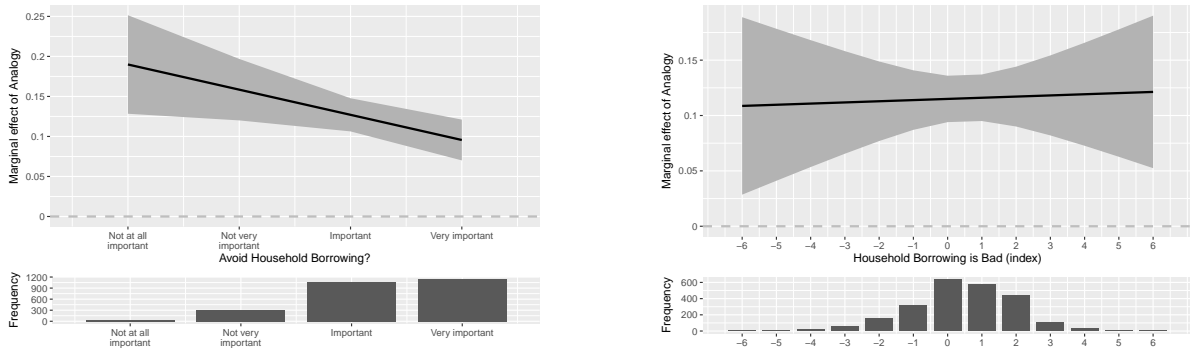 0.25
0.2
0.15
0.1
0.05
0
Marginal effect of Analogy
Not at all
important
Not very
important
Important
Very important
Avoid Household Borrowing?
1200
900
600
300
0
Frequency
Not at all
important
Not very
important
Important
Very important
0.15
0.1
0.05
0
Marginal effect of Analogy
−6 −5 −4 −3 −2 −1 0 1 2 3 4 5 6
Household Borrowing is Bad (index)
600
400
200
0
Frequency
−6 −5 −4 −3 −2 −1 0 1 2 3 4 5 6